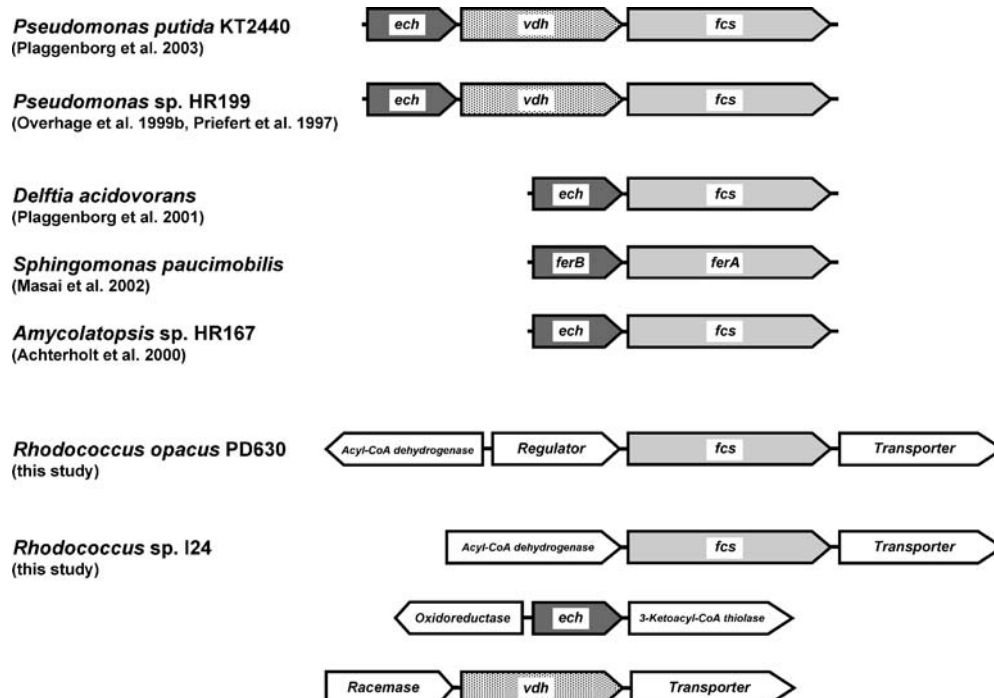 Pseudomonas putida KT2440
(Plaggenborg et al. 2003)
ech vdh fcs
Pseudomonas sp. HR199
(Overhage et al. 1999b, Priefert et al. 1997)
ech vdh fcs
Delftia acidovorans
(Plaggenborg et al. 2001)
ech fcs
Sphingomonas paucimobilis
(Masai et al. 2002)
ferB ferA
Amycolatopsis sp. HR167
(Achterholt et al. 2000)
ech fcs
Rhodococcus opacus PD630
(this study)
Acyl-CoA dehydrogenase Regulator fcs Transporter
Rhodococcus sp. I24
(this study)
Acyl-CoA dehydrogenase fcs Transporter
Oxidoreductase ech 3-Ketoacyl-CoA thiolase
Racemase vdh Transporter